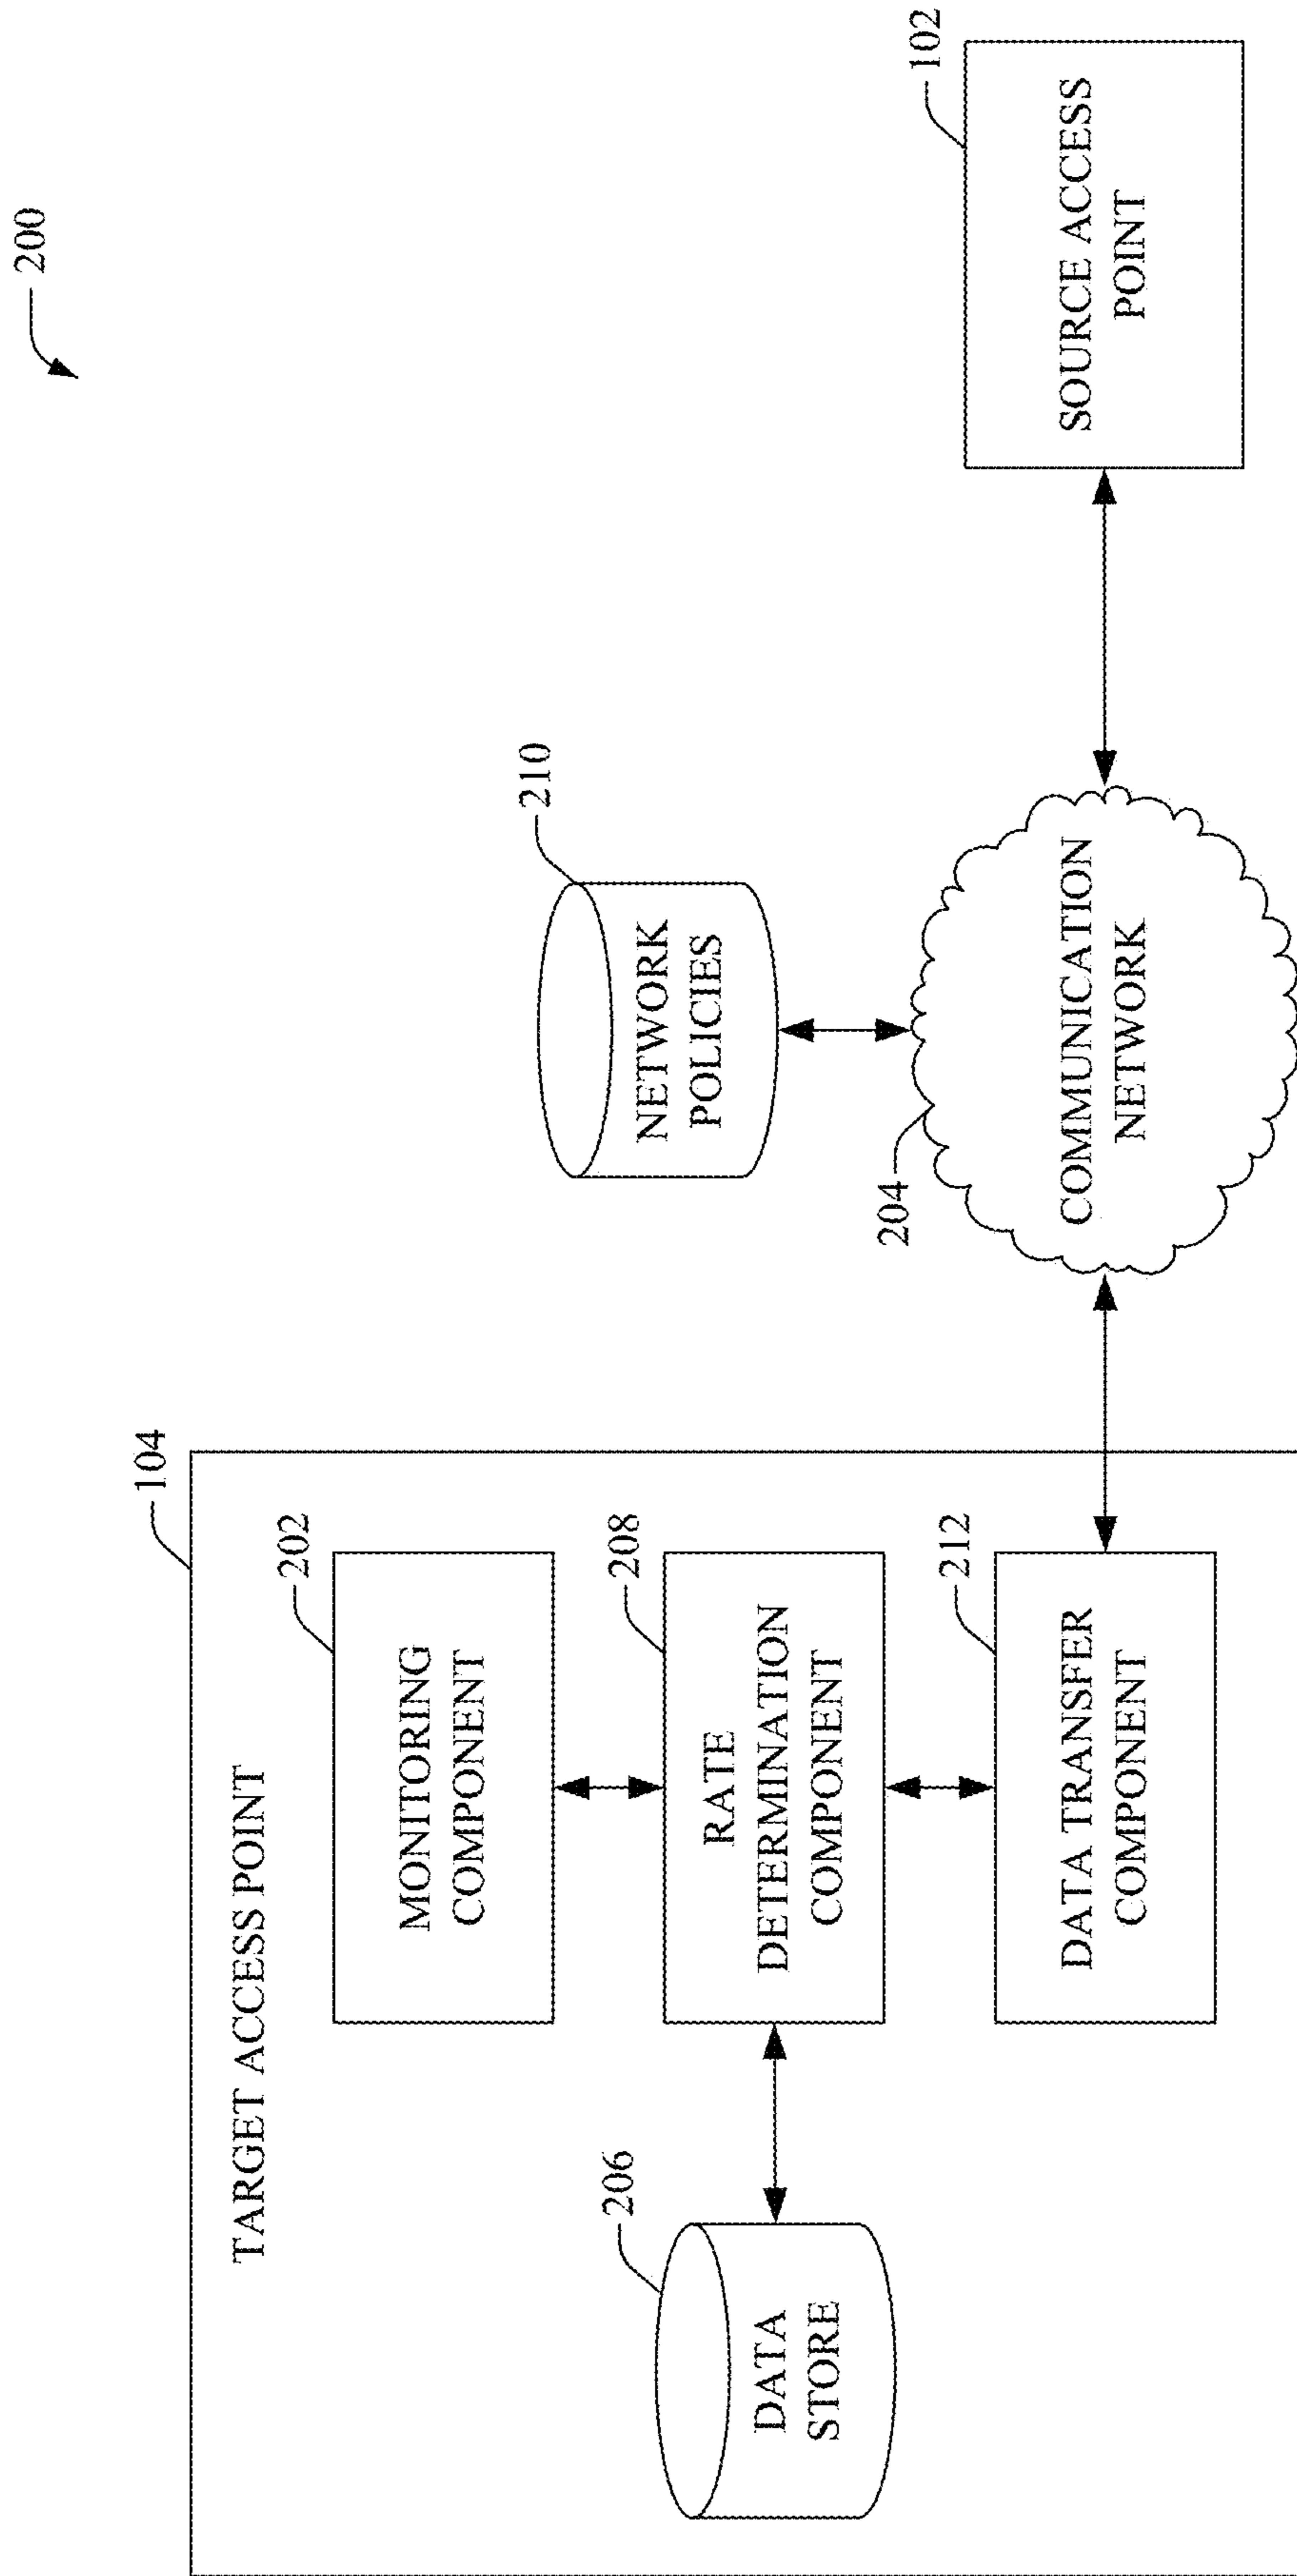 200
104
TARGET ACCESS POINT
202
MONITORING
COMPONENT
206
DATA
STORE
208
RATE
DETERMINATION
COMPONENT
212
DATA TRANSFER
COMPONENT
210
NETWORK
POLICIES
204
COMMUNICATION
NETWORK
102
SOURCE ACCESS
POINT